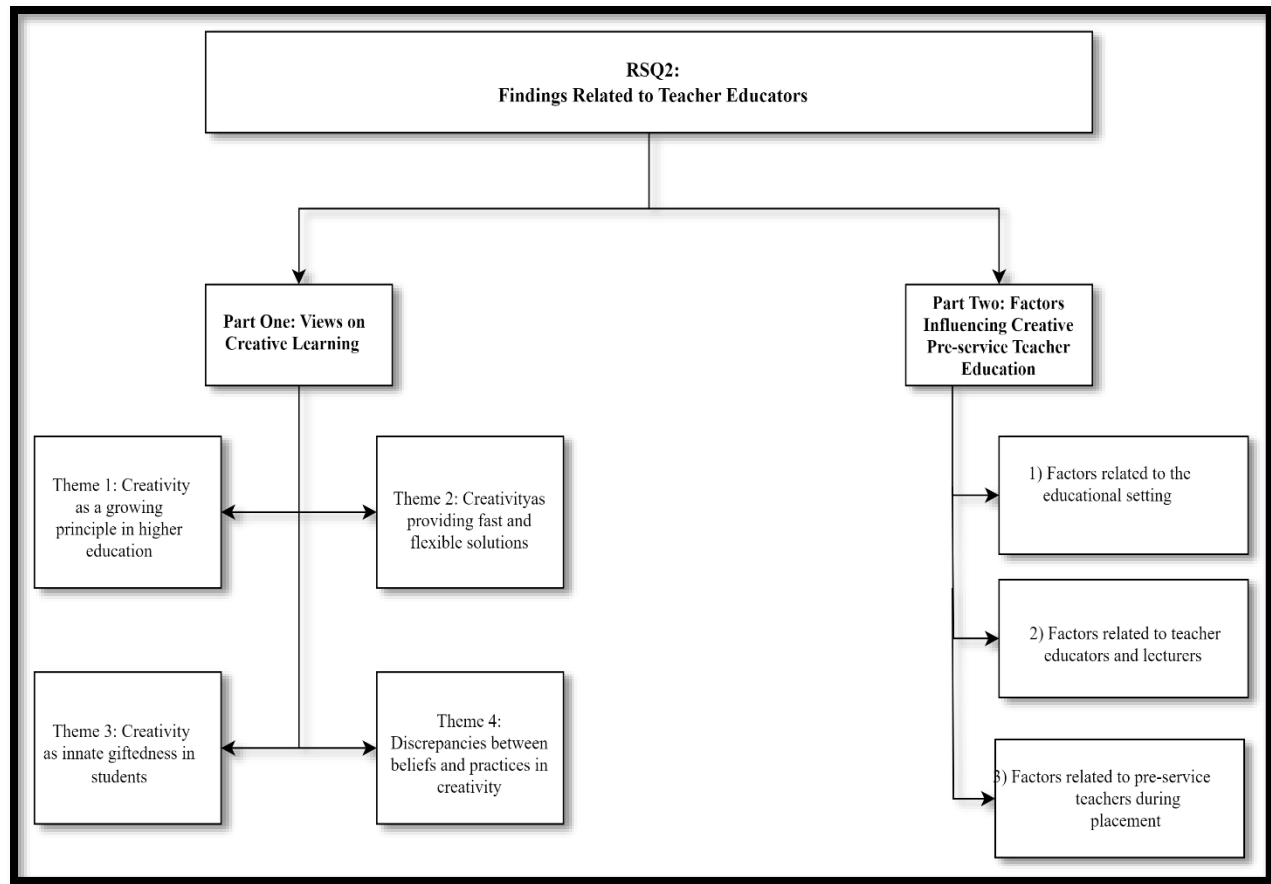 RSQ2:
Findings Related to Teacher Educators
Part One: Views on
Creative Learning
Part Two: Factors
Influencing Creative
Pre-service Teacher
Education
Theme 1: Creativity
as a growing
principle in higher
education
Theme 2: Creativityas
providing fast and
flexible solutions
Theme 3: Creativity
as innate giftedness in
students
Theme 4:
Discrepancies between
beliefs and practices in
creativity
1) Factors related to the
educational setting
2) Factors related to teacher
educators and lecturers
3) Factors related to pre-service
teachers during
placement